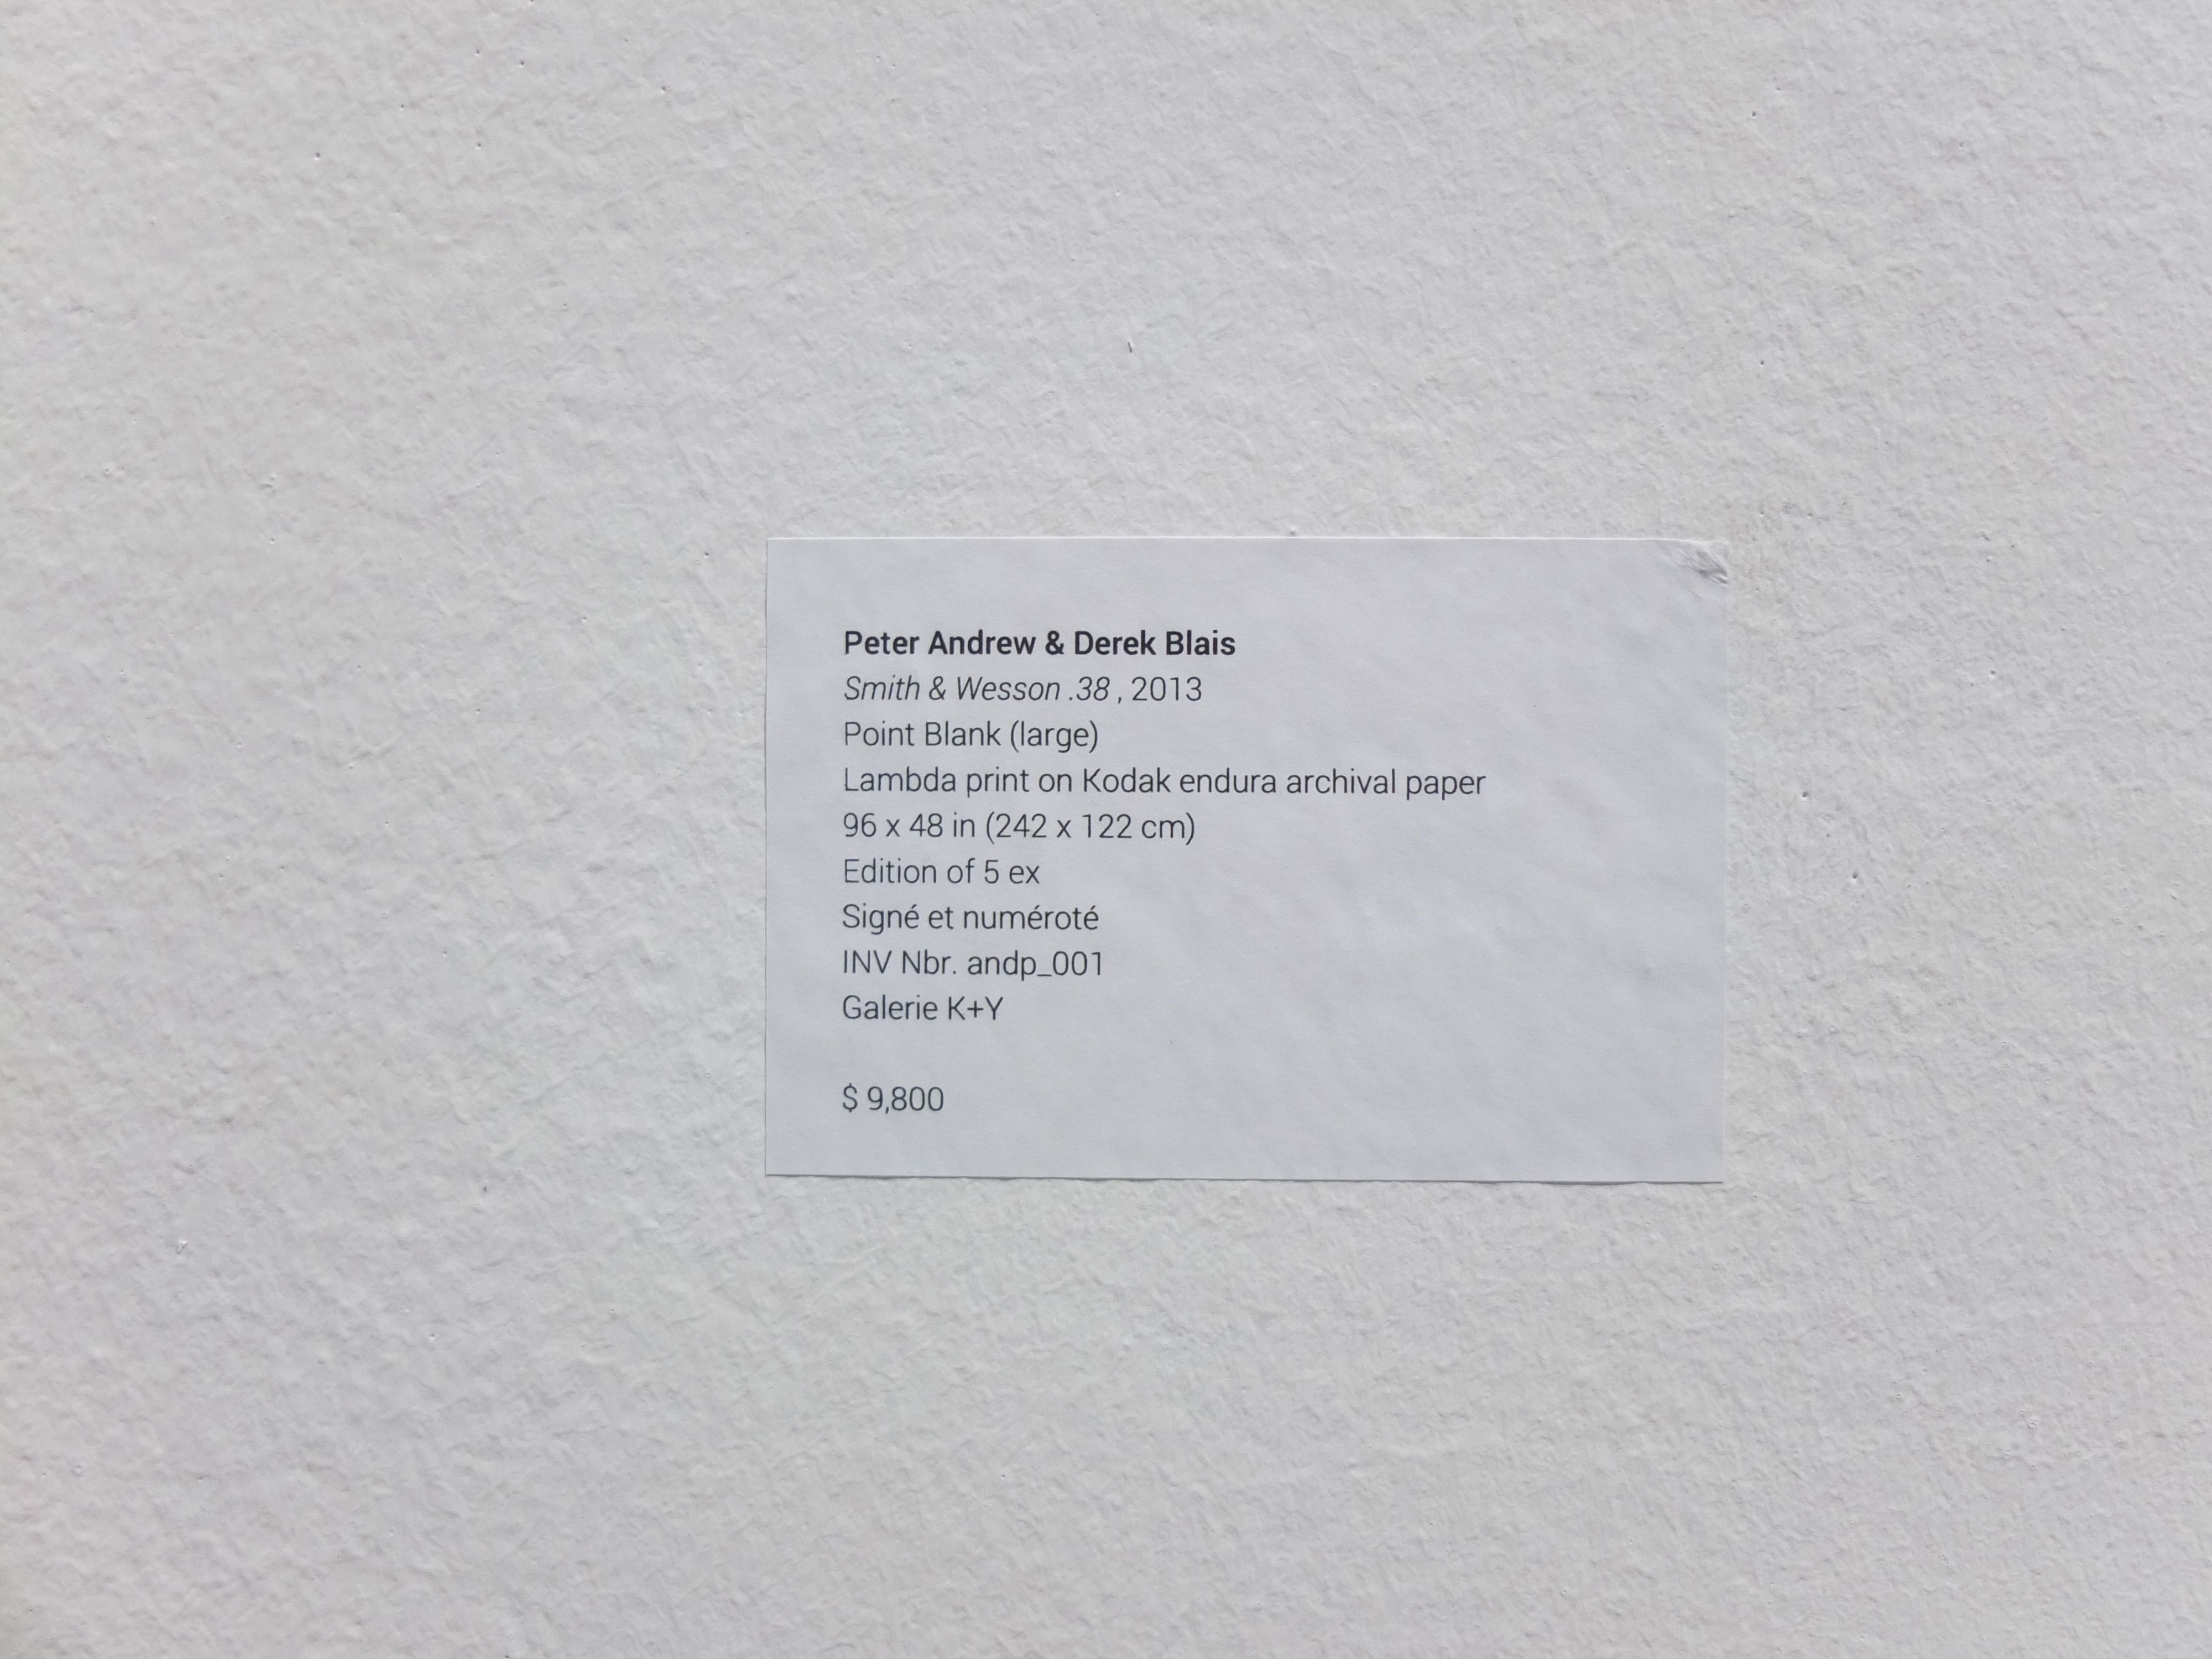 Peter Andrew & Derek Blais
Smith & Wesson .38 , 2013
Point Blank (large)
Lambda print on Kodak endura archival paper
96 x 48 in (242 x 122 cm)
Edition of 5 ex
Signé et numéroté
INV Nbr. andp_001
Galerie K+Y
$ 9,800